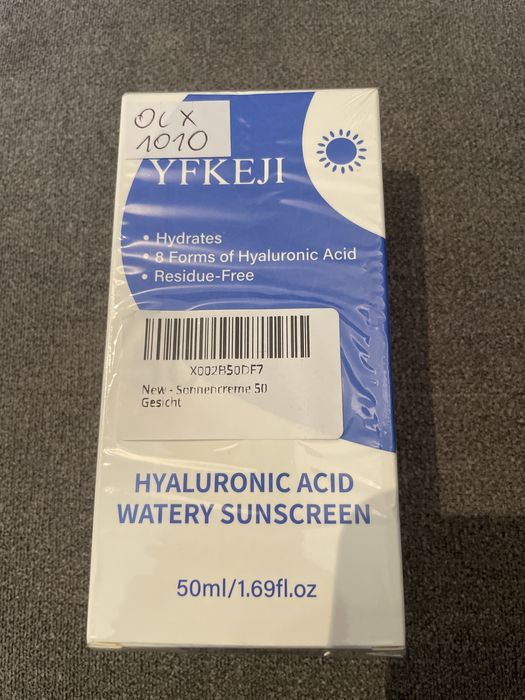 OLX
1010
YFKEJI
• Hydrates
• 8 Forms of Hyaluronic Acid
• Residue-Free
X002B50DF7
New - Sonnencreme 50
Gesicht
HYALURONIC ACID
WATERY SUNSCREEN
50ml/1.69fl.oz